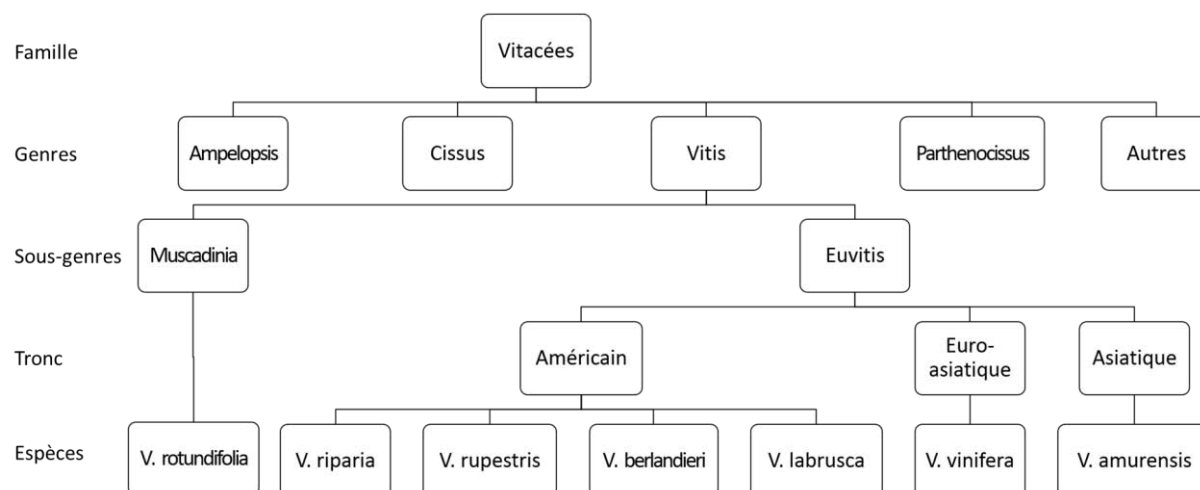 Famille
Vitacées
Genres
Ampelopsis
Cissus
Vitis
Parthenocissus
Autres
Sous-genres
Muscadinia
Euvitis
Tronc
Américain
Euro-
asiatique
Asiatique
Espèces
V. rotundifolia
V. riparia
V. rupestris
V. berlandieri
V. labrusca
V. vinifera
V. amurensis